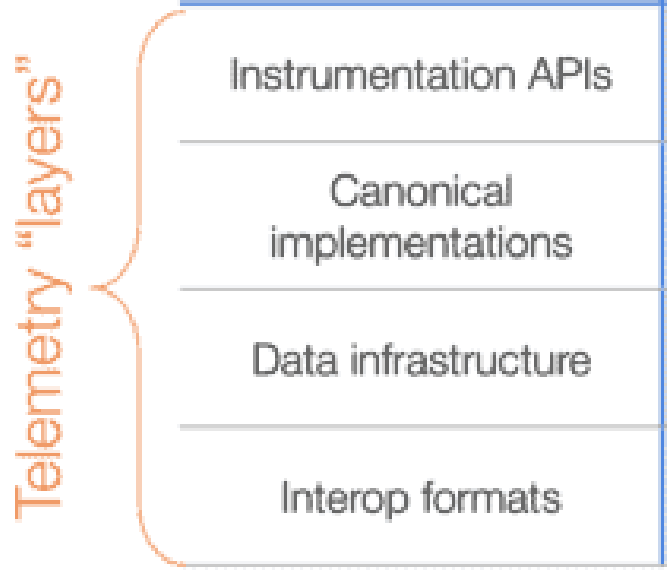 Telemetry “layers”
Instrumentation APIs
Canonical
implementations
Data infrastructure
Interop formats